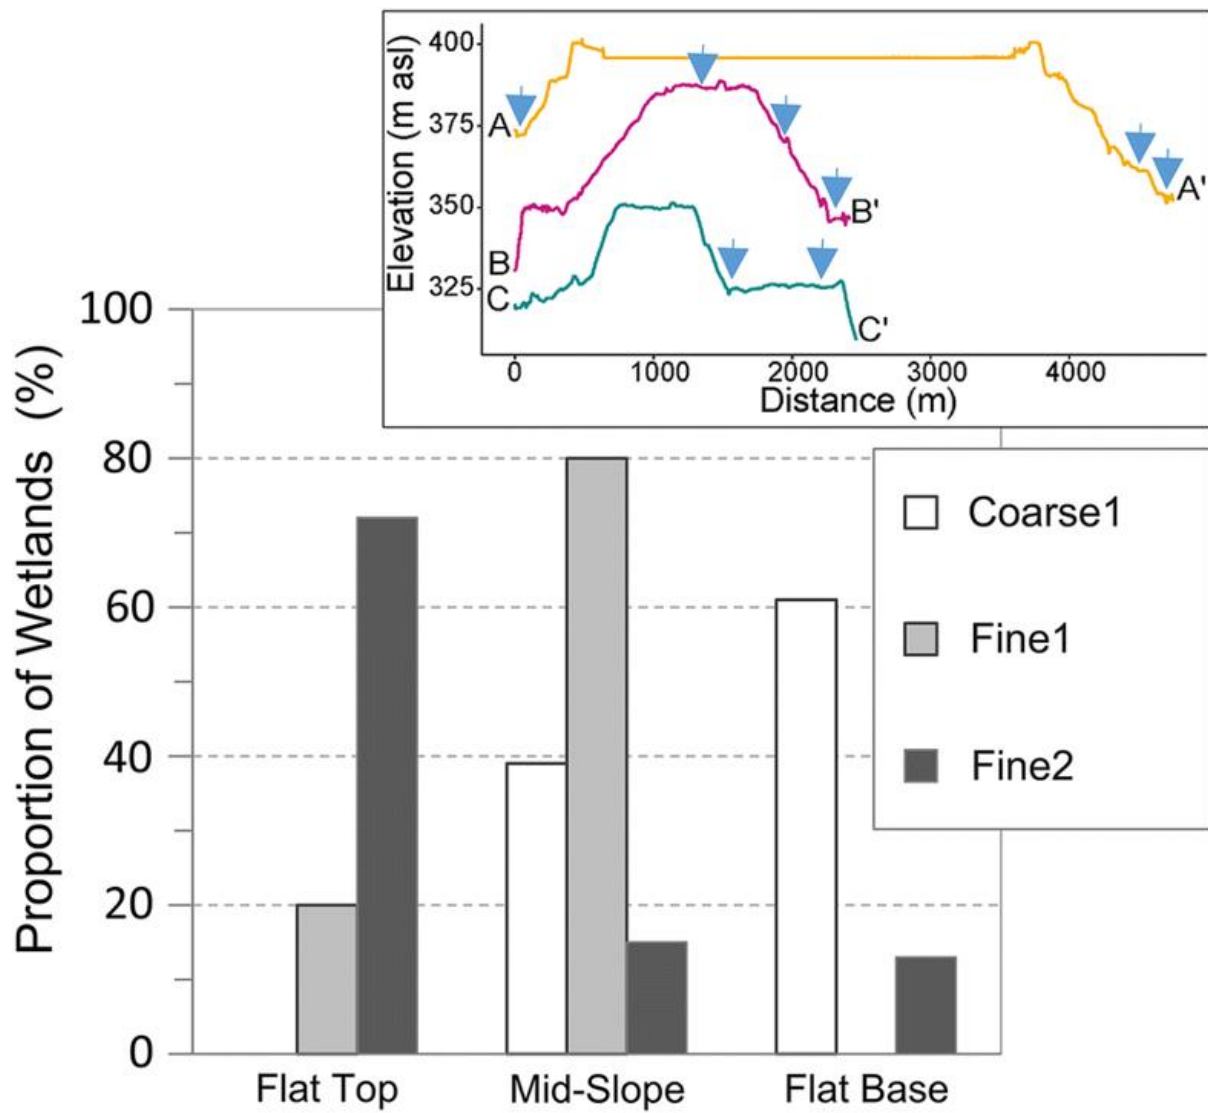 400
375
350
325
Elevation (m asl)
A
A'
B
B'
C
C'
0 1000 2000 3000 4000
Distance (m)
Proportion of Wetlands (%)
100
80
60
40
20
0
Coarse1
Fine1
Fine2
Flat Top Mid-Slope Flat Base